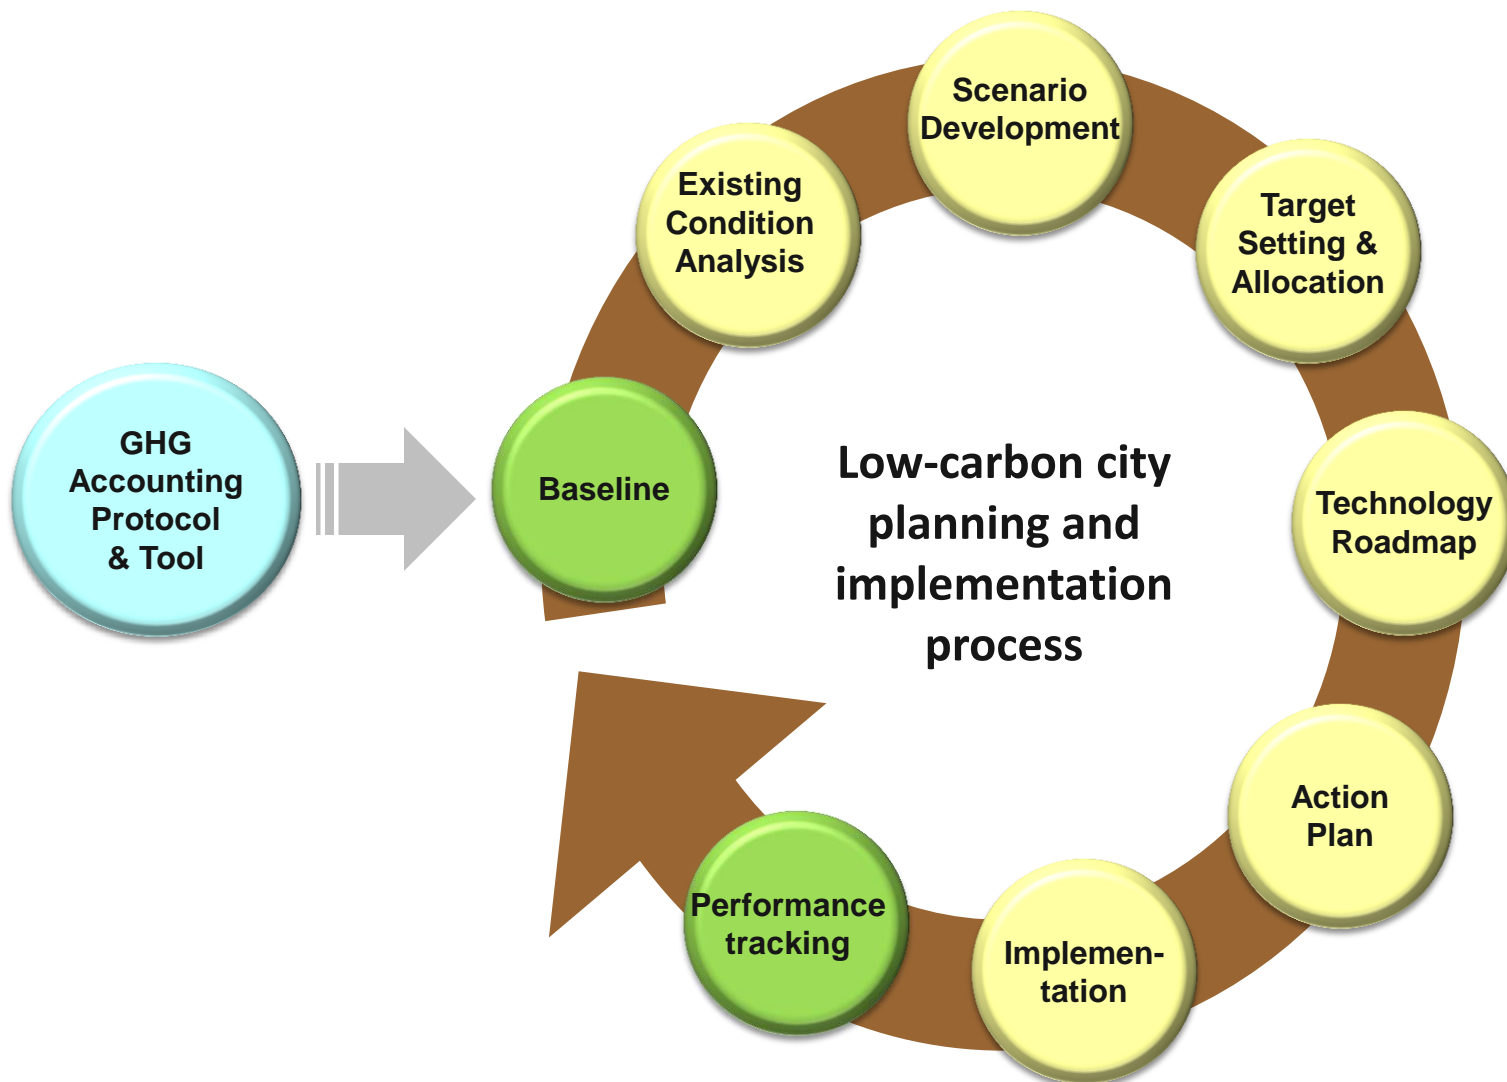 GHG
Accounting
Protocol
& Tool
Baseline
Existing
Condition
Analysis
Scenario
Development
Target
Setting &
Allocation
Technology
Roadmap
Action
Plan
Implemen-
tation
Performance
tracking
Low-carbon city
planning and
implementation
process